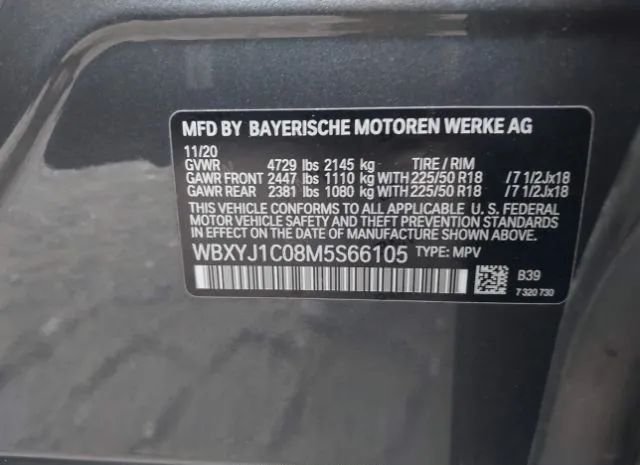 MFD BY BAYERISCHE MOTOREN WERKE AG
11/20
GVWR 4729 lbs 2145 kg TIRE / RIM
GAWR FRONT 2447 lbs 1110 kg WITH 225/50 R18 /7 1/2Jx18
GAWR REAR 2381 lbs 1080 kg WITH 225/50 R18 /7 1/2Jx18
THIS VEHICLE CONFORMS TO ALL APPLICABLE U. S. FEDERAL
MOTOR VEHICLE SAFETY AND THEFT PREVENTION STANDARDS
IN EFFECT ON THE DATE OF MANUFACTURE SHOWN ABOVE.
WBXYJ1C08M5S66105 TYPE: MPV
B39
7 320 730